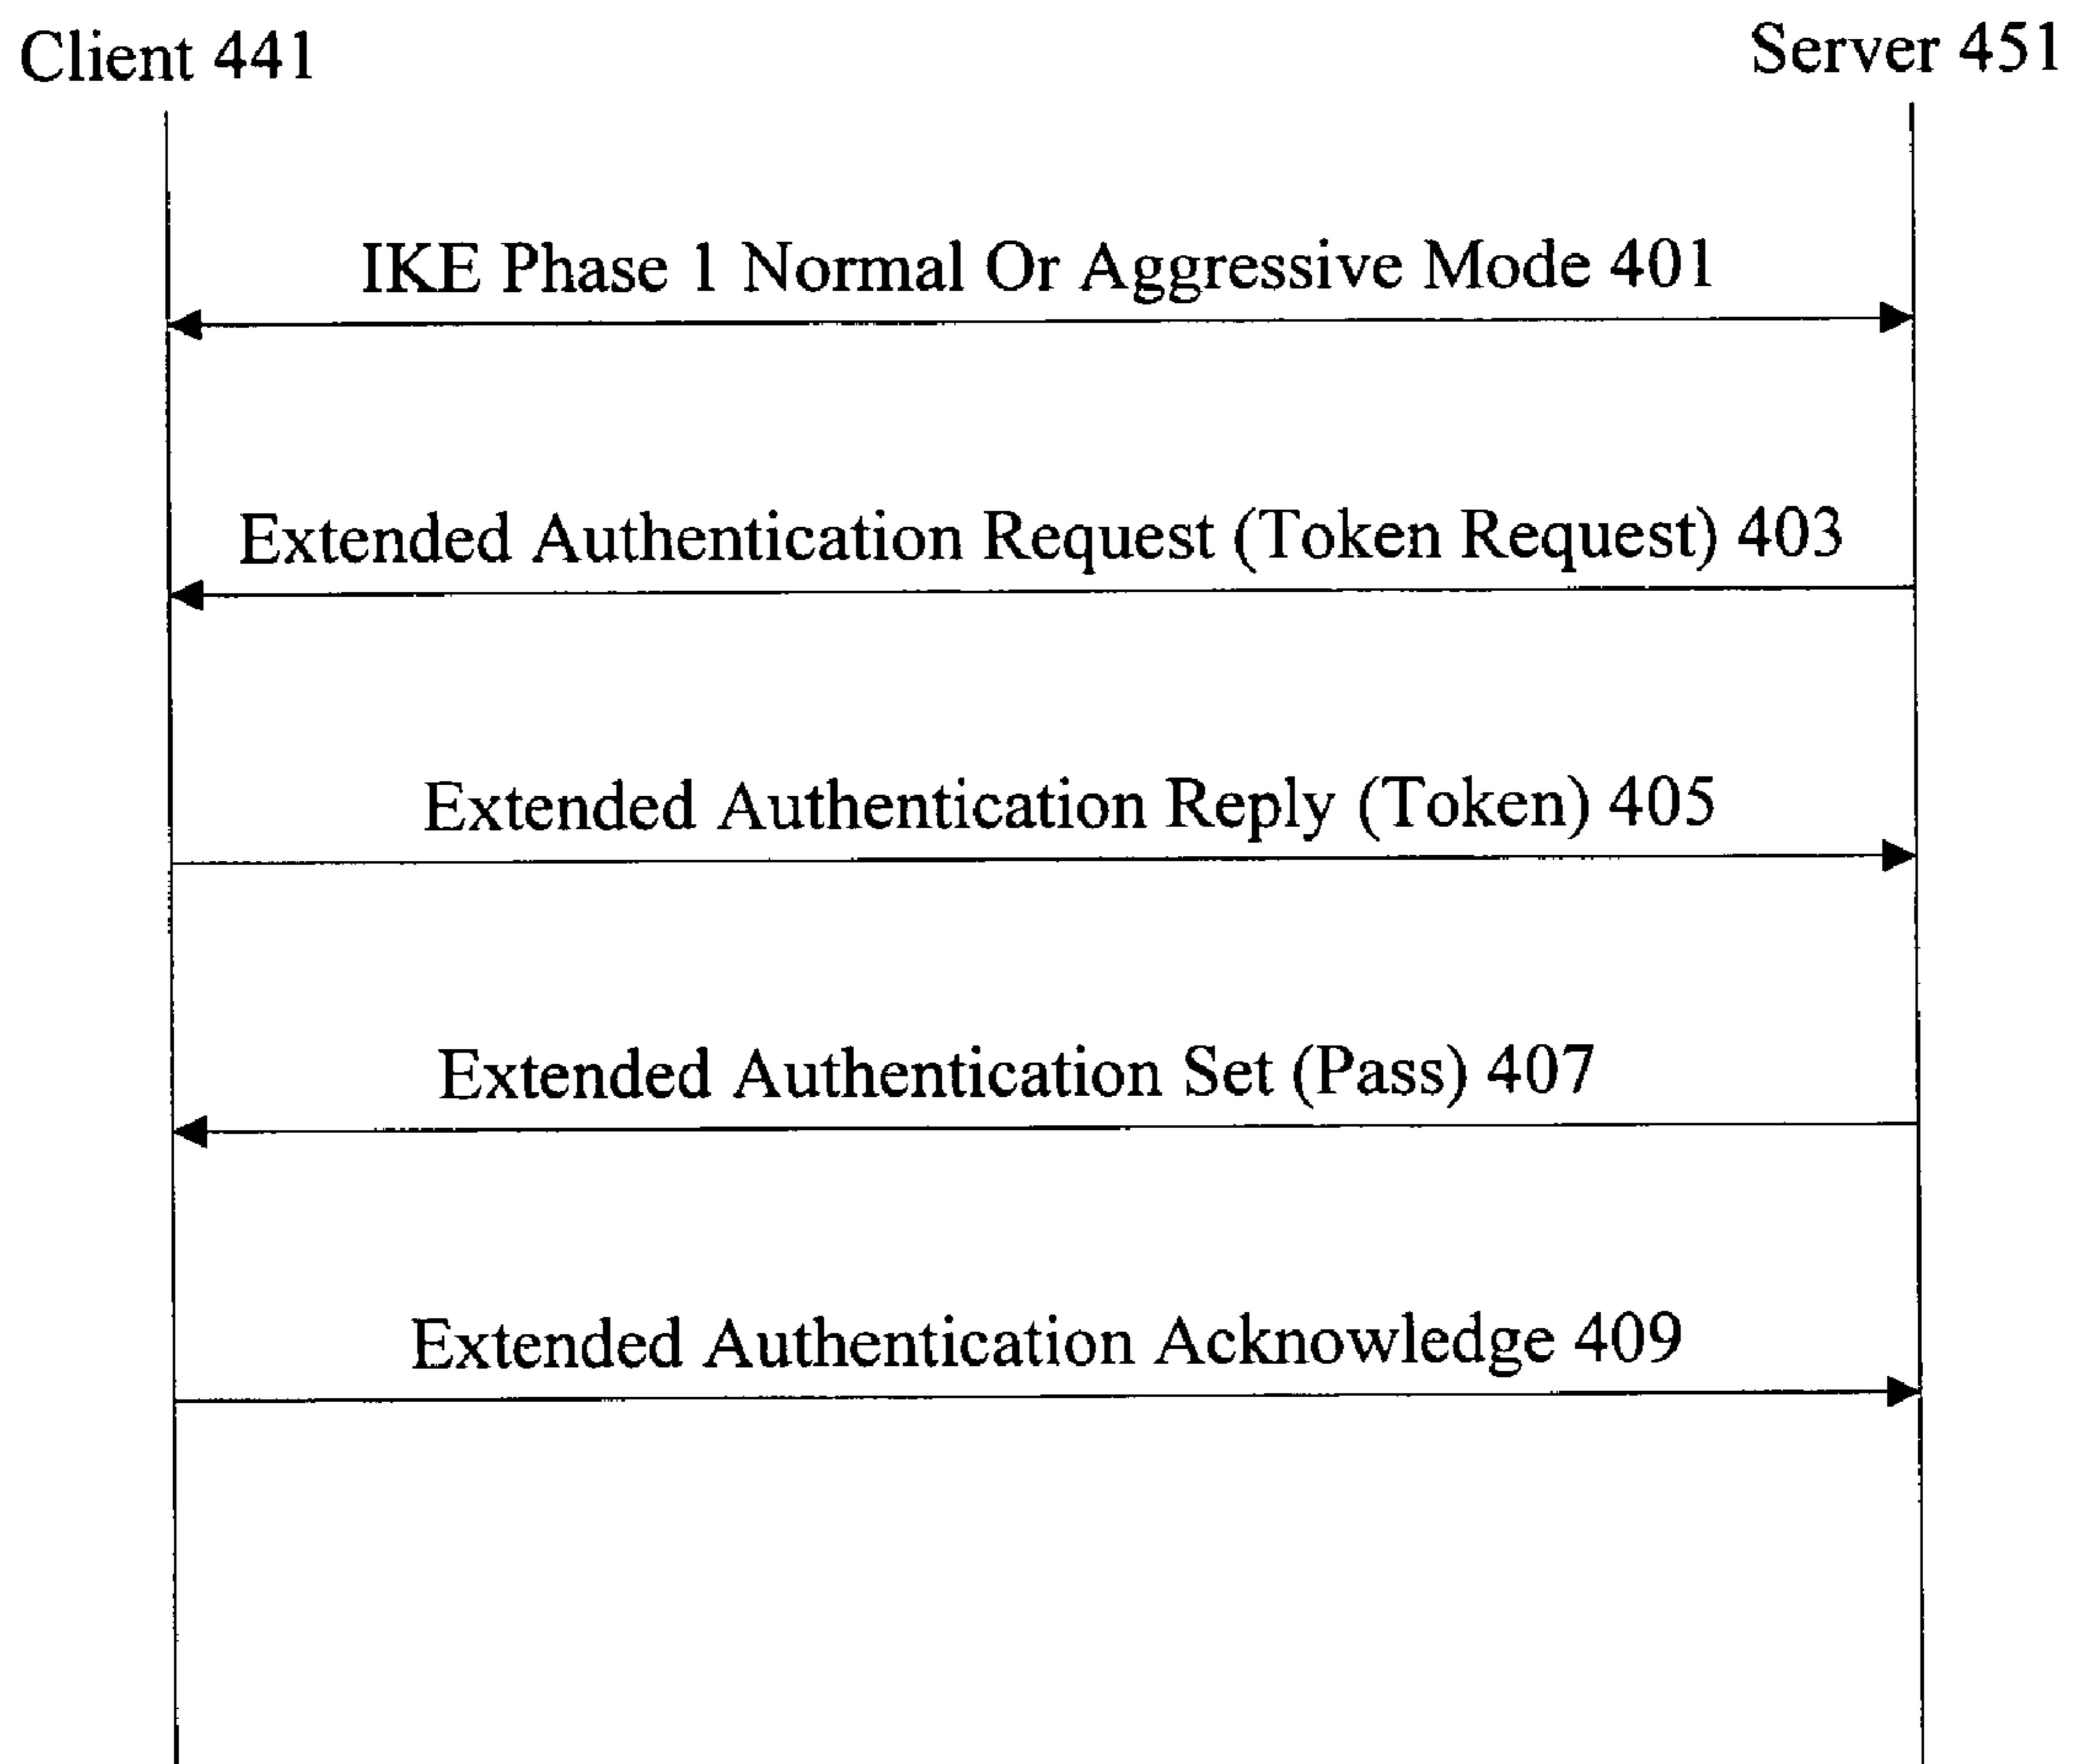 Client 441
Server 451
IKE Phase 1 Normal Or Aggressive Mode 401
Extended Authentication Request (Token Request) 403
Extended Authentication Reply (Token) 405
Extended Authentication Set (Pass) 407
Extended Authentication Acknowledge 409